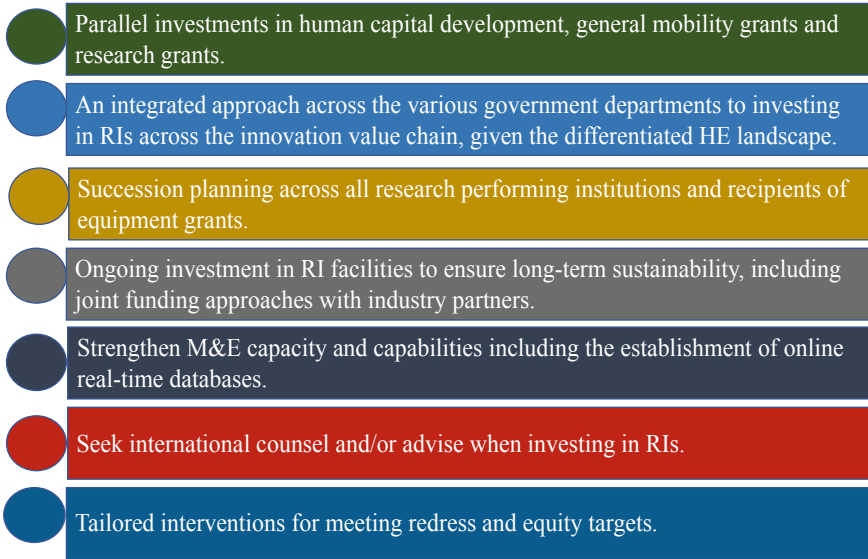 Parallel investments in human capital development, general mobility grants and
research grants.
An integrated approach across the various government departments to investing
in RIs across the innovation value chain, given the differentiated HE landscape.
Succession planning across all research performing institutions and recipients of
equipment grants.
Ongoing investment in RI facilities to ensure long-term sustainability, including
joint funding approaches with industry partners.
Strengthen M&E capacity and capabilities including the establishment of online
real-time databases.
Seek international counsel and/or advise when investing in RIs.
Tailored interventions for meeting redress and equity targets.